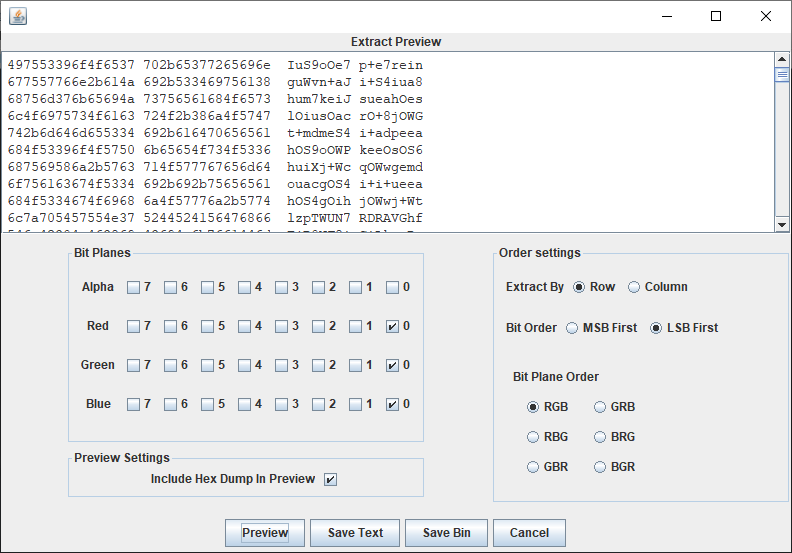 Extract Preview
497553396f4f6537 702b65377265696e IuS9oOe7 p+e7rein
677557766e2b614a 692b533469756138 guWvn+aJ i+S4iua8
68756d376b65694a 73756561684f6573 hum7keiJ sueahOes
6c4f6975734f6163 724f2b386a4f5747 lOiusOac rO+8jOWG
742b6d646d655334 692b616470656561 t+mdmeS4 i+adpeea
684f53396f4f5750 6b65654f734f5336 hOS9oOWP keeOsOS6
687569586a2b5763 714f577767656d64 huiXj+Wc qOWwgemd
6f756163674f5334 692b692b75656561 ouacgOS4 i+i+ueea
684f5334674f6968 6a4f57776a2b5774 hOS4gOih jOWwj+Wt
6c7a705457554e37 5244524156476866 lzpTWUN7 RDRAVGhf
Bit Planes
Alpha 7 6 5 4 3 2 1 0
Red 7 6 5 4 3 2 1 0
Green 7 6 5 4 3 2 1 0
Blue 7 6 5 4 3 2 1 0
Preview Settings
Include Hex Dump In Preview
Order settings
Extract By Row Column
Bit Order MSB First LSB First
Bit Plane Order
RGB GRB
RBG BRG
GBR BGR
Preview Save Text Save Bin Cancel